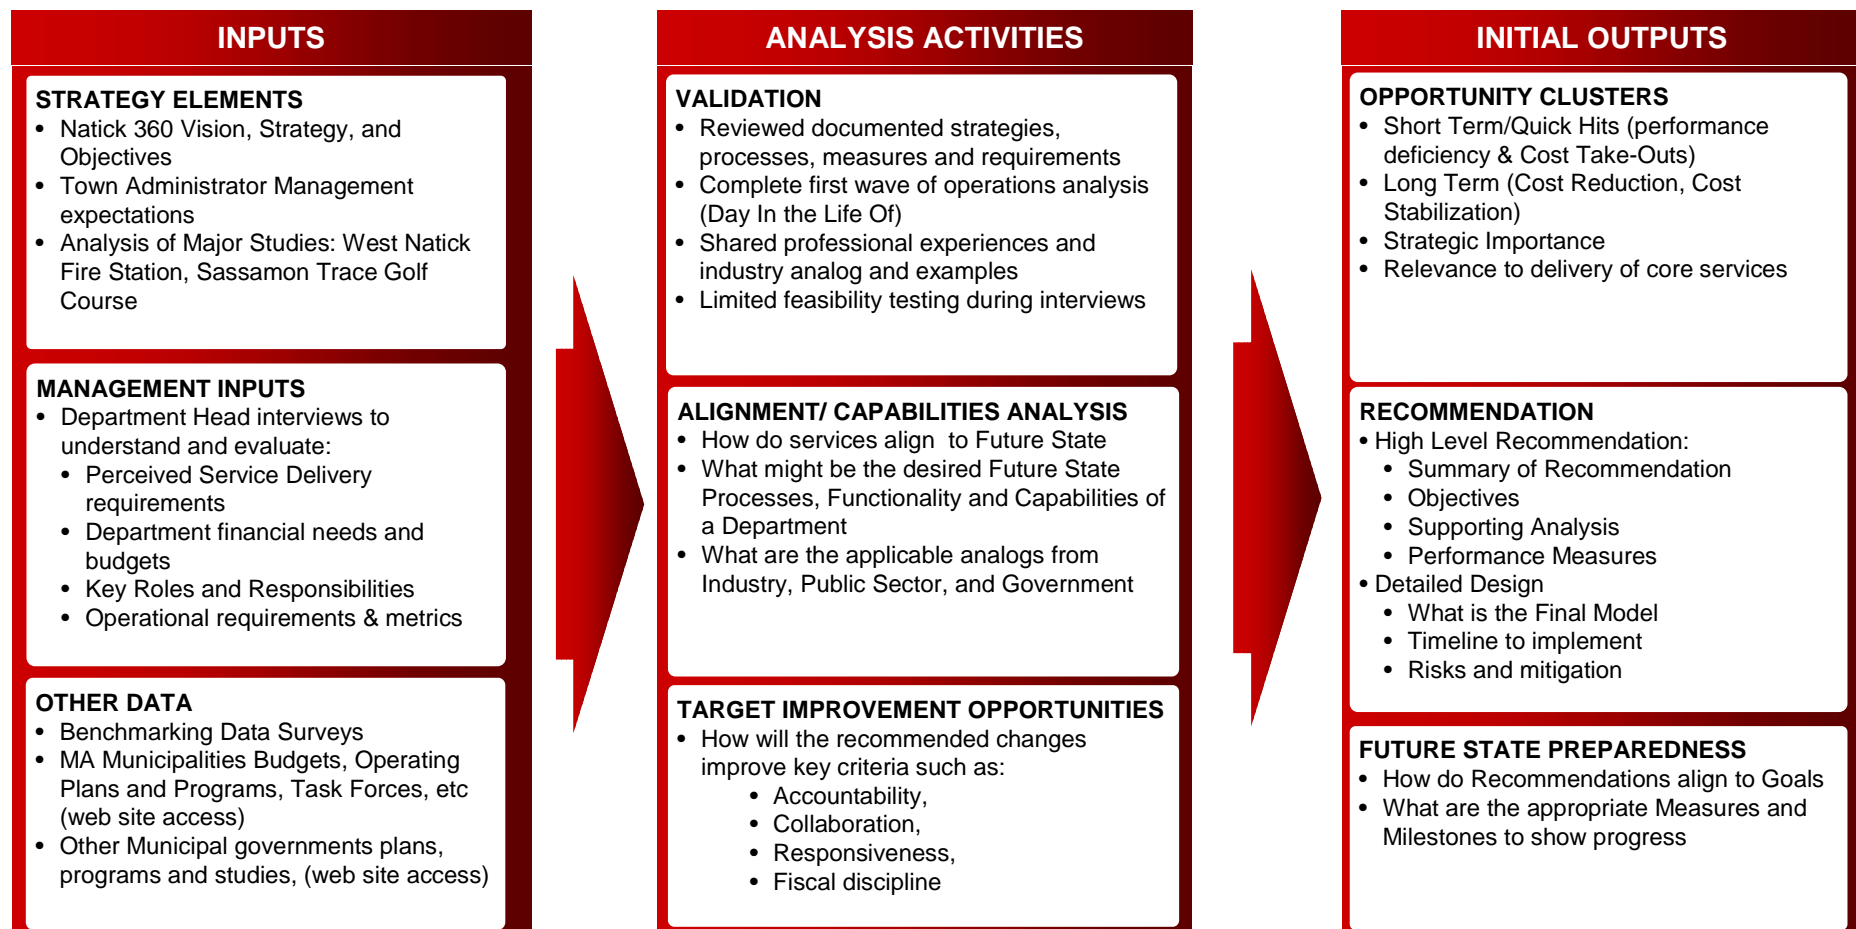 INPUTS
STRATEGY ELEMENTS
• Natick 360 Vision, Strategy, and
Objectives
• Town Administrator Management
expectations
• Analysis of Major Studies: West Natick
Fire Station, Sassamon Trace Golf
Course
MANAGEMENT INPUTS
• Department Head interviews to
understand and evaluate:
• Perceived Service Delivery
requirements
• Department financial needs and
budgets
• Key Roles and Responsibilities
• Operational requirements & metrics
OTHER DATA
• Benchmarking Data Surveys
• MA Municipalities Budgets, Operating
Plans and Programs, Task Forces, etc
(web site access)
• Other Municipal governments plans,
programs and studies, (web site access)
ANALYSIS ACTIVITIES
VALIDATION
• Reviewed documented strategies,
processes, measures and requirements
• Complete first wave of operations analysis
(Day In the Life Of)
• Shared professional experiences and
industry analog and examples
• Limited feasibility testing during interviews
ALIGNMENT/ CAPABILITIES ANALYSIS
• How do services align  to Future State
• What might be the desired Future State
Processes, Functionality and Capabilities of
a Department
• What are the applicable analogs from
Industry, Public Sector, and Government
TARGET IMPROVEMENT OPPORTUNITIES
• How will the recommended changes
improve key criteria such as:
• Accountability,
• Collaboration,
• Responsiveness,
• Fiscal discipline
INITIAL OUTPUTS
OPPORTUNITY CLUSTERS
• Short Term/Quick Hits (performance
deficiency & Cost Take-Outs)
• Long Term (Cost Reduction, Cost
Stabilization)
• Strategic Importance
• Relevance to delivery of core services
RECOMMENDATION
• High Level Recommendation:
• Summary of Recommendation
• Objectives
• Supporting Analysis
• Performance Measures
• Detailed Design
• What is the Final Model
• Timeline to implement
• Risks and mitigation
FUTURE STATE PREPAREDNESS
• How do Recommendations align to Goals
• What are the appropriate Measures and
Milestones to show progress